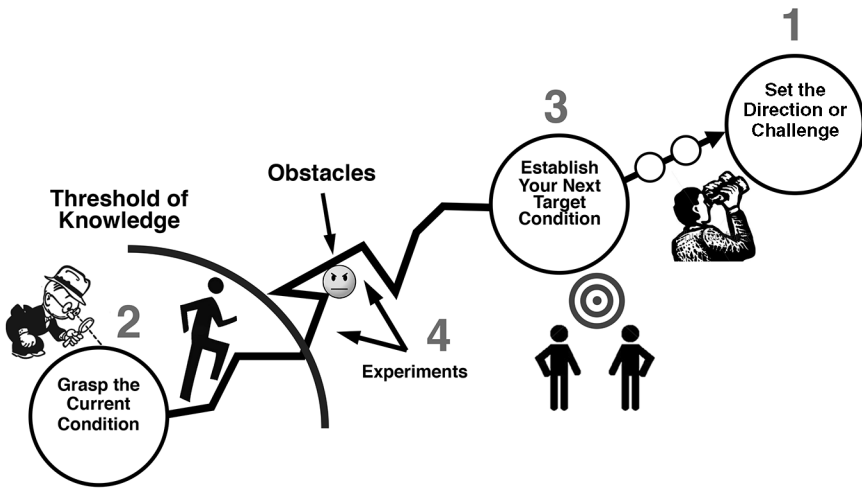 1
Set the
Direction or
Challenge
3
Establish
Your Next
Target
Condition
Obstacles
Threshold of
Knowledge
2
Grasp the
Current
Condition
4
Experiments